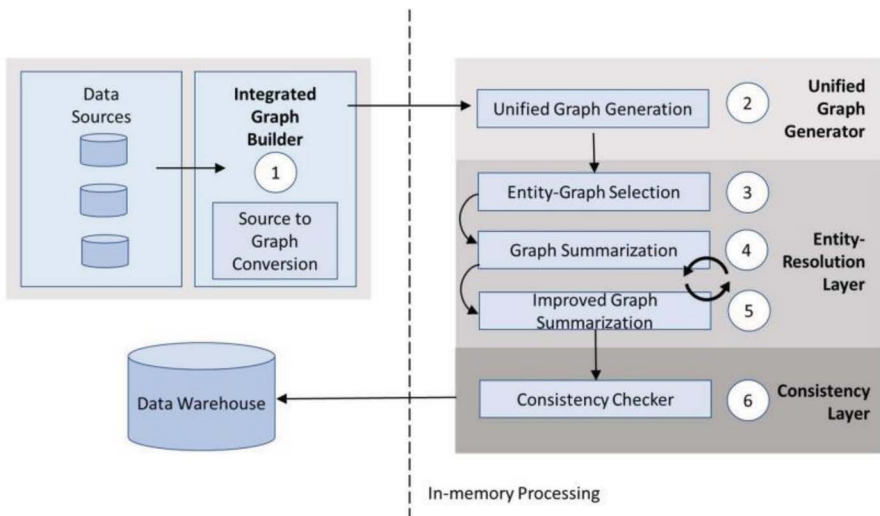 Data
Sources
Integrated
Graph
Builder
1
Source to
Graph
Conversion
Unified Graph Generation
2
Unified
Graph
Generator
Entity-Graph Selection
3
Graph Summarization
4
Entity-
Resolution
Layer
Improved Graph
Summarization
5
Data Warehouse
Consistency Checker
6
Consistency
Layer
In-memory Processing